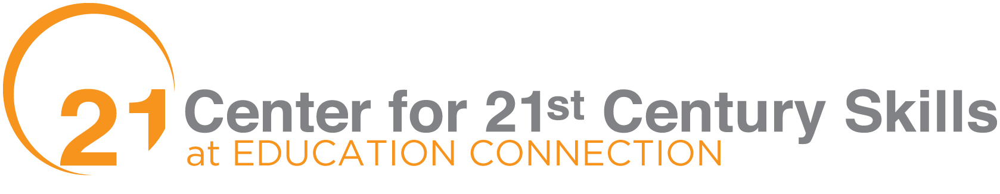 21
Center for 21st Century Skills
at EDUCATION CONNECTION